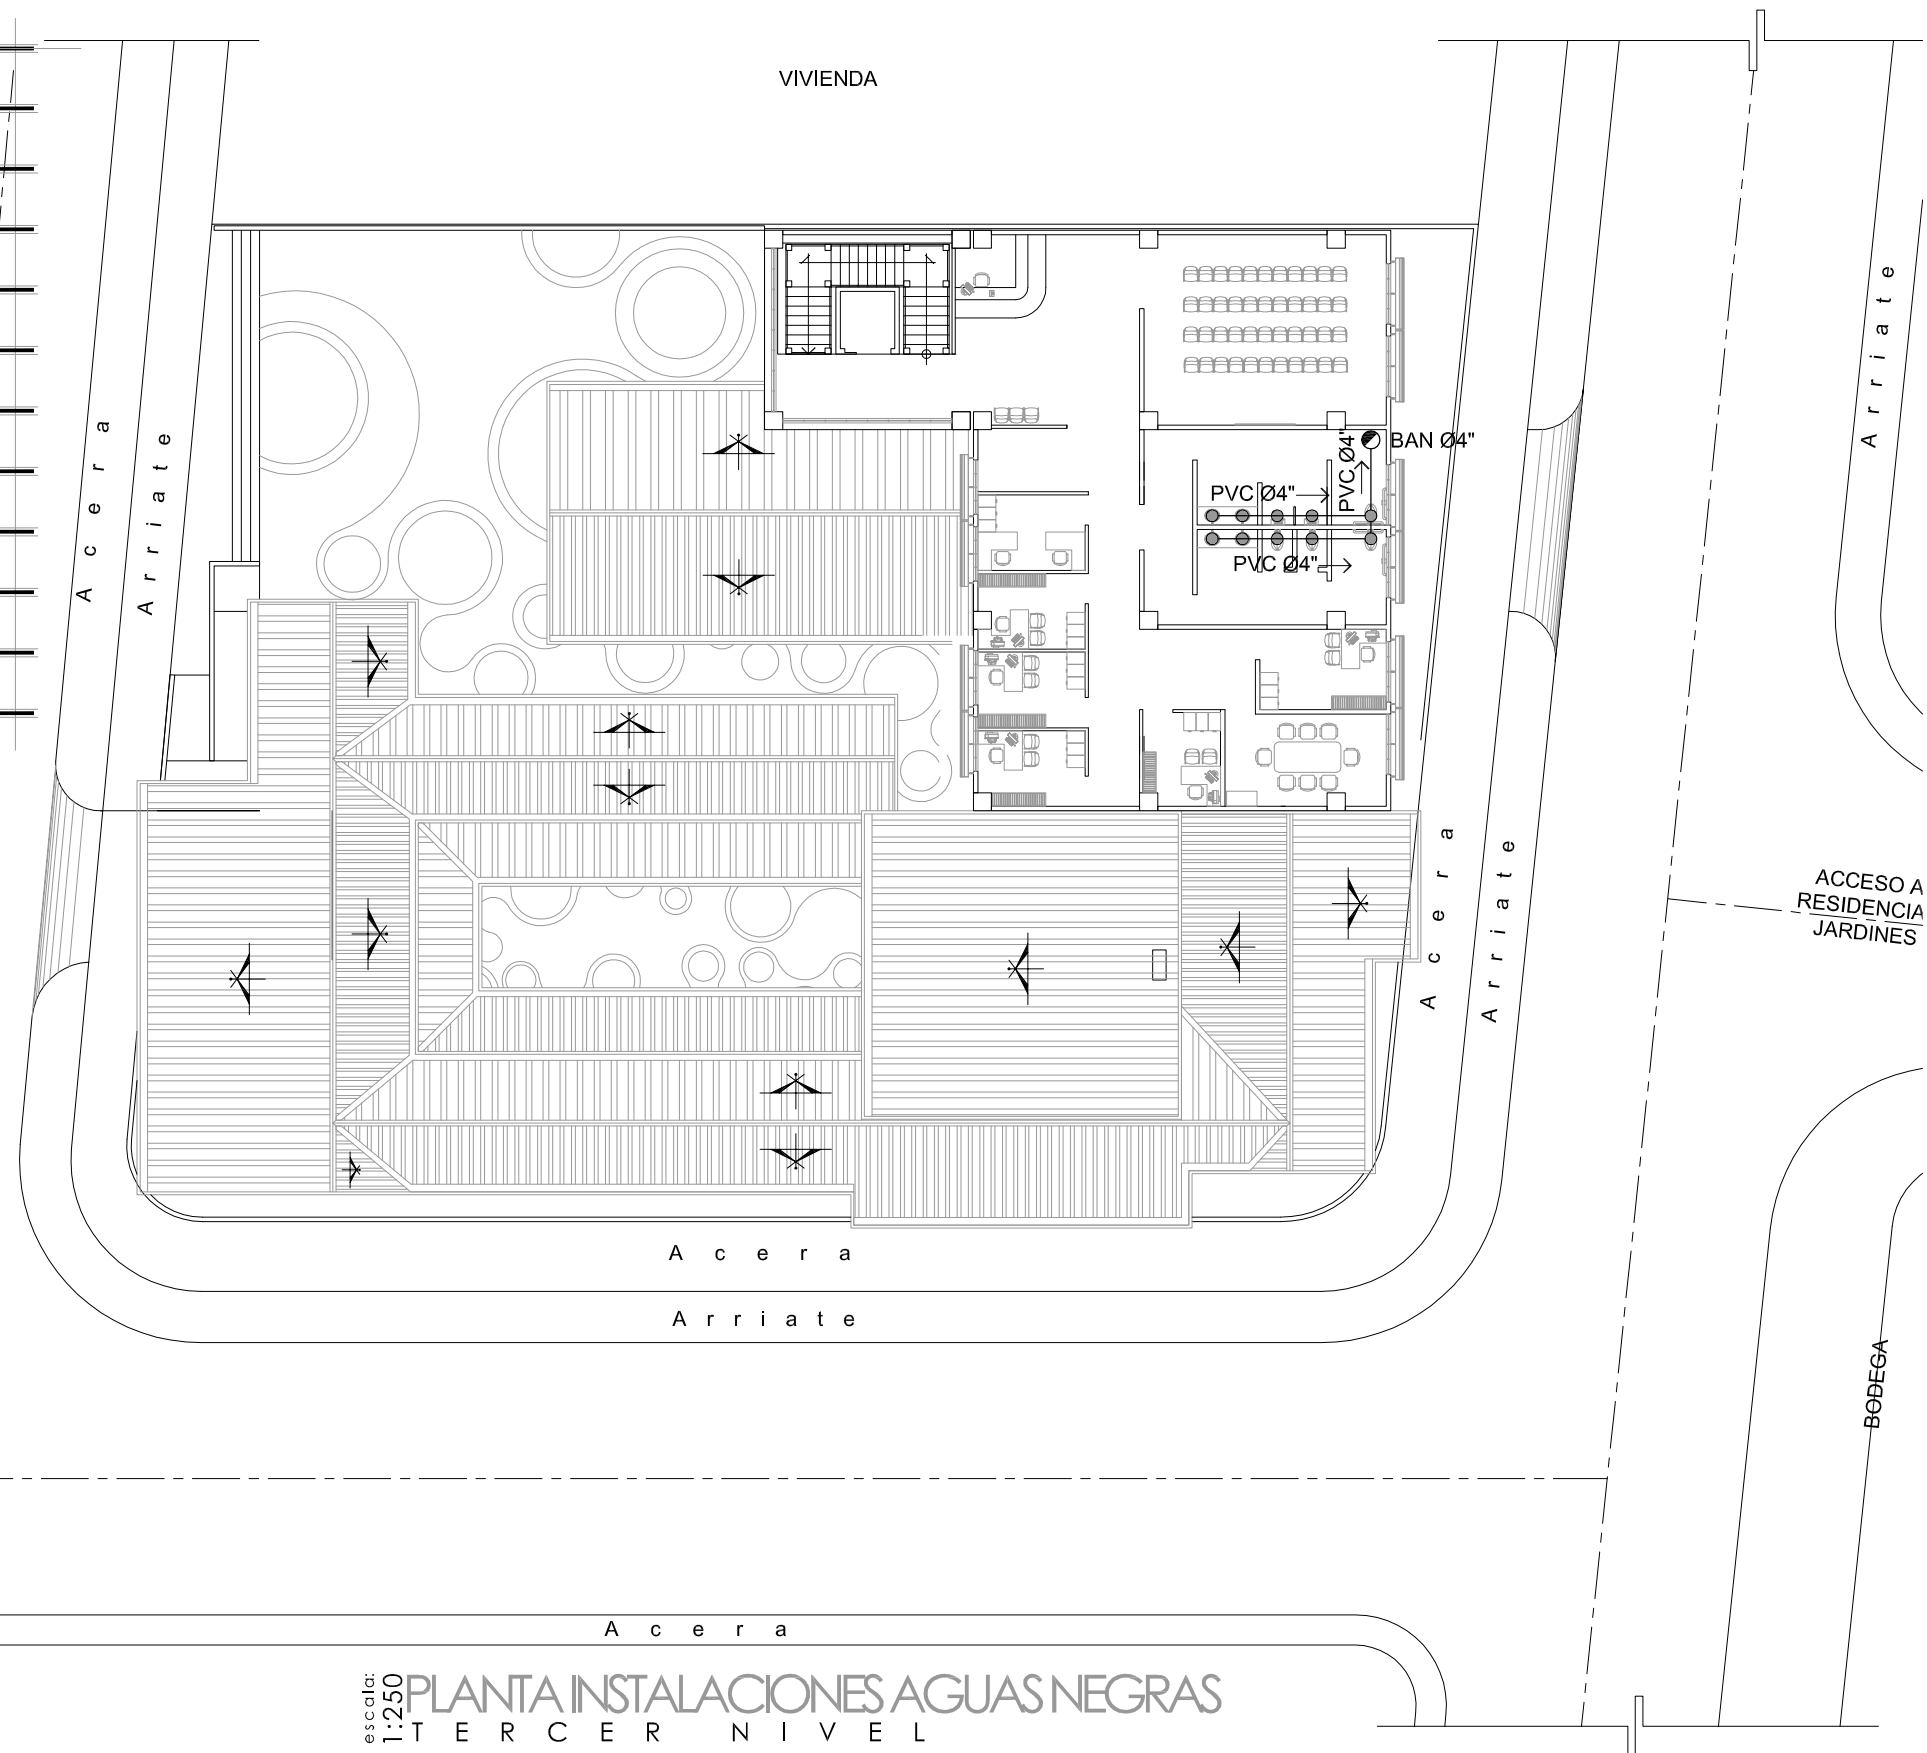 VIVIENDA
Acera
Arriate
Arriate
BAN Ø4"
PVC Ø4"
PVC Ø4"
PVC Ø4"
Acera
Arriate
ACCESO A
RESIDENCIA
JARDINES
Acera
Arriate
BODEGA
Acera
escala:
1:250
PLANTA INSTALACIONES AGUAS NEGRAS
TERCER NIVEL